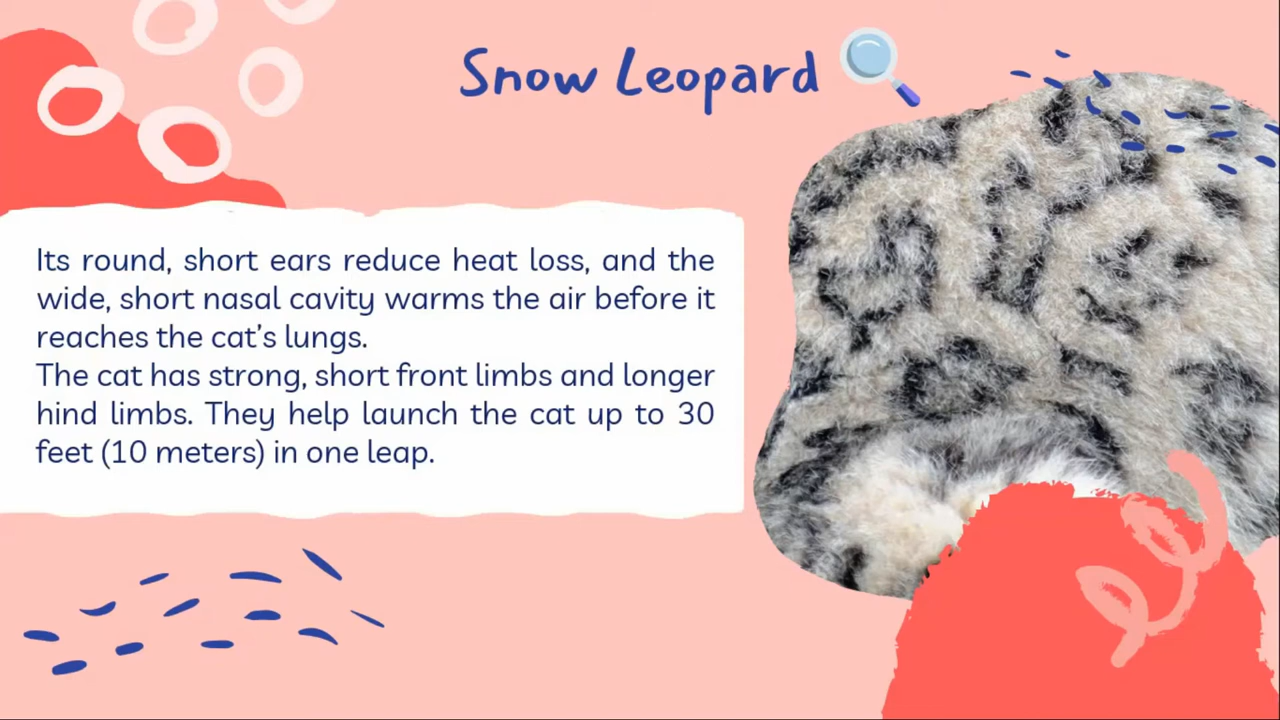 Snow Leopard
Its round, short ears reduce heat loss, and the
wide, short nasal cavity warms the air before it
reaches the cat’s lungs.
The cat has strong, short front limbs and longer
hind limbs. They help launch the cat up to 30
feet (10 meters) in one leap.